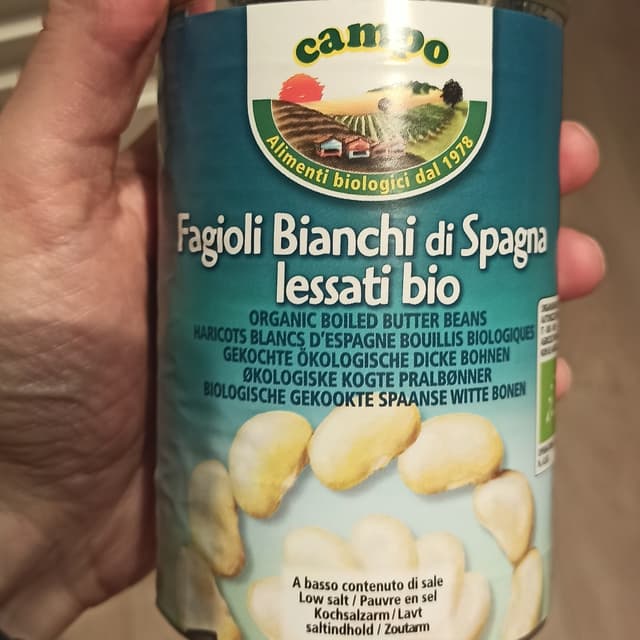 campo
Alimenti biologici dal 1978
Fagioli Bianchi di Spagna
lessati bio
ORGANIC BOILED BUTTER BEANS
HARICOTS BLANCS D'ESPAGNE BOUILLIS BIOLOGIQUES
GEKOCHTE ÖKOLOGISCHE DICKE BOHNEN
ØKOLOGISKE KOGTE PRALBØNNER
BIOLOGISCHE GEKOOKTE SPAANSE WITTE BONEN
A basso contenuto di sale
Low salt / Pauvre en sel
Kochsalzarm / Lavt
saltindhold / Zoutarm